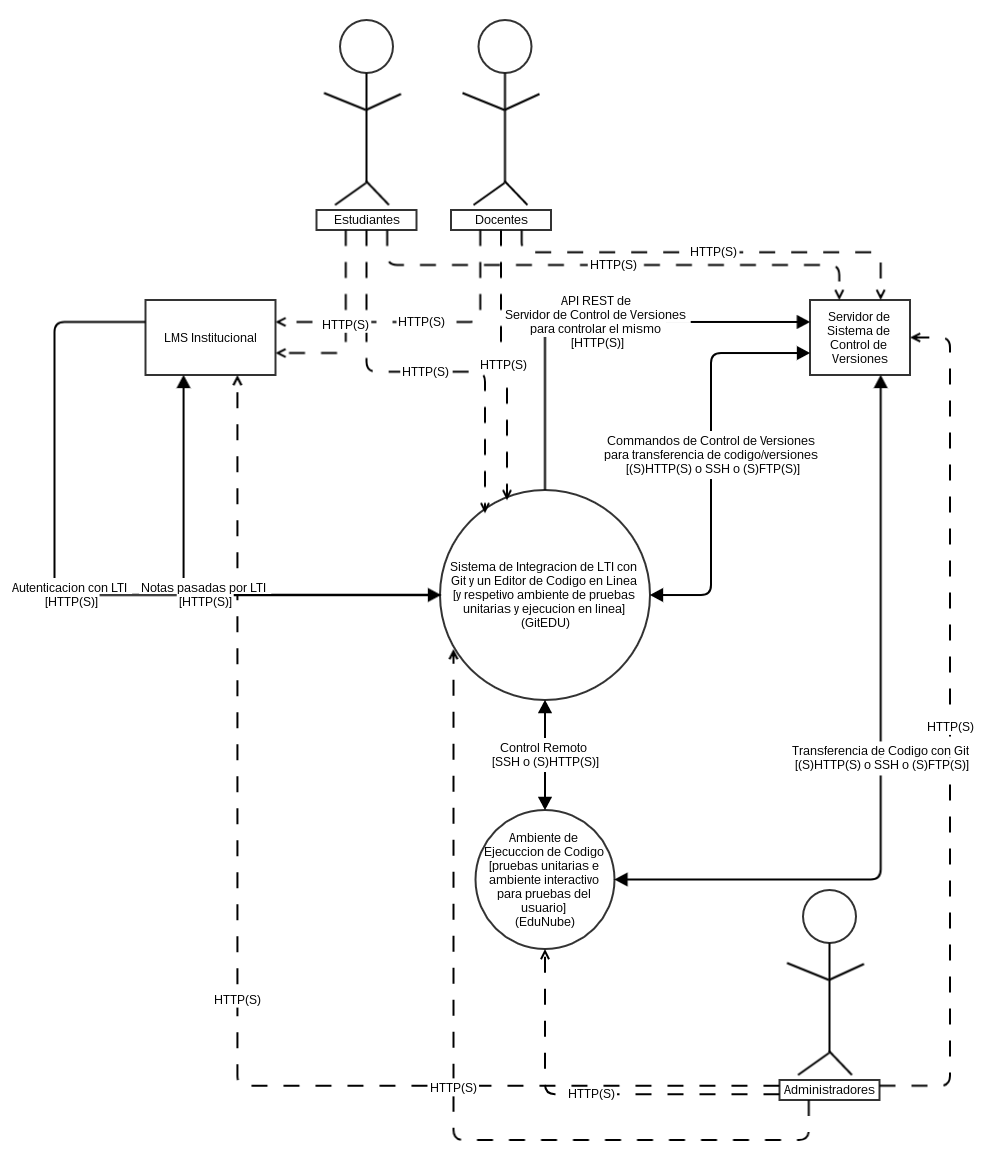 Estudiantes
Docentes
HTTP(S)
HTTP(S)
API REST de
Servidor de Control de Versiones
para controlar el mismo
[HTTP(S)]
Servidor de
Sistema de
Control de
Versiones
LMS Institucional
HTTP(S)
HTTP(S)
HTTP(S)
HTTP(S)
Commandos de Control de Versiones
para transferencia de codigo/versiones
[(S)HTTP(S) o SSH o (S)FTP(S)]
Autenticacion con LTI
[HTTP(S)]
Notas pasadas por LTI
[HTTP(S)]
Sistema de Integracion de LTI con
Git y un Editor de Codigo en Linea
[y respetivo ambiente de pruebas
unitarias y ejecucion en linea]
(GitEDU)
HTTP(S)
Control Remoto
[SSH o (S)HTTP(S)]
Transferencia de Codigo con Git
[(S)HTTP(S) o SSH o (S)FTP(S)]
Ambiente de
Ejecuccion de Codigo
[pruebas unitarias e
ambiente interactivo
para pruebas del
usuario]
(EduNube)
HTTP(S)
HTTP(S)
HTTP(S)
Administradores